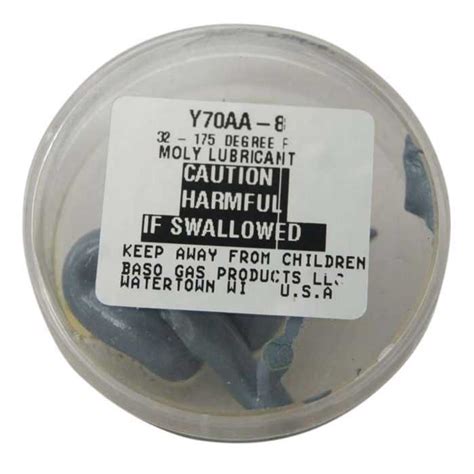 Y70AA-8
32 - 175 DEGREE F
MOLY LUBRICANT
CAUTION
HARMFUL
IF SWALLOWED
KEEP AWAY FROM CHILDREN
BASO GAS PRODUCTS LLC
WATERTOWN WI U.S.A